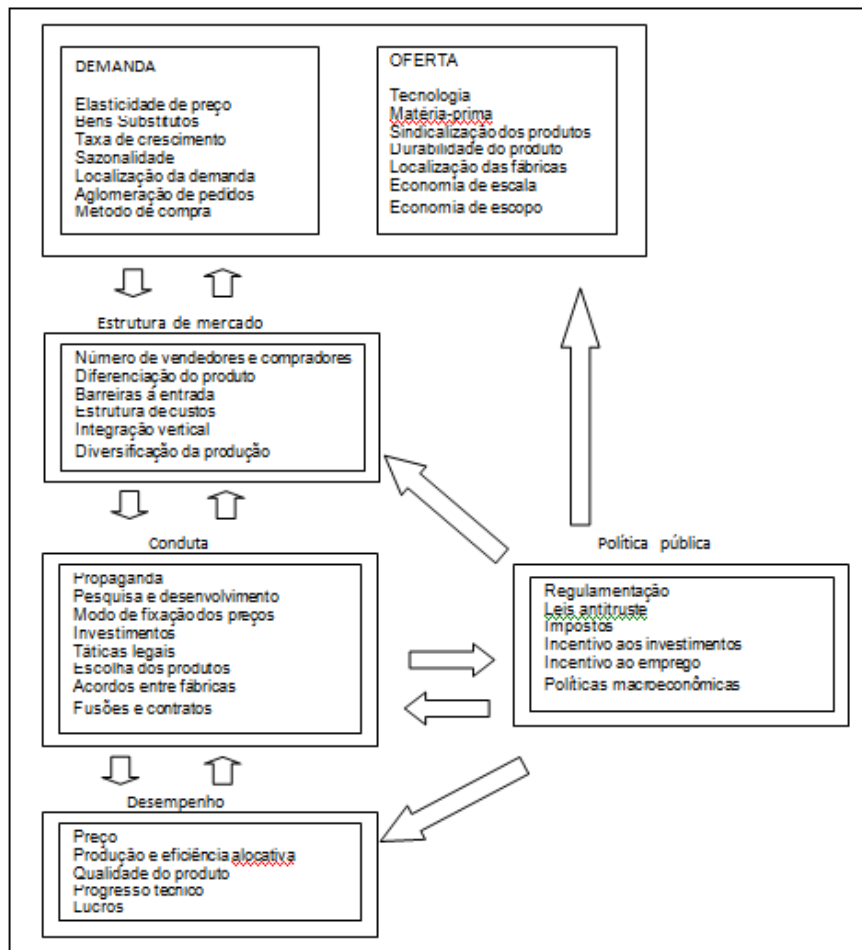 DEMANDA
Elasticidade de preço
Bens Substitutos
Taxa de crescimento
Sazonalidade
Localização da demanda
Aglomeração de pedidos
Metodo de compra
OFERTA
Tecnologia
Matéria-prima
Sindicalização dos produtos
Durabilidade do produto
Localização das fábricas
Economia de escala
Economia de escopo
Estrutura de mercado
Número de vendedores e compradores
Diferenciação do produto
Barreiras á entrada
Estrutura de custos
Integração vertical
Diversificação da produção
Conduta
Propaganda
Pesquisa e desenvolvimento
Modo de fixação dos preços
Investimentos
Táticas legais
Escolha dos produtos
Acordos entre fábricas
Fusões e contratos
Política pública
Regulamentação
Leis antitruste
Impostos
Incentivo aos investimentos
Incentivo ao emprego
Políticas macroeconômicas
Desempenho
Preço
Produção e eficiência alocativa
Qualidade do produto
Progresso tecnico
Lucros